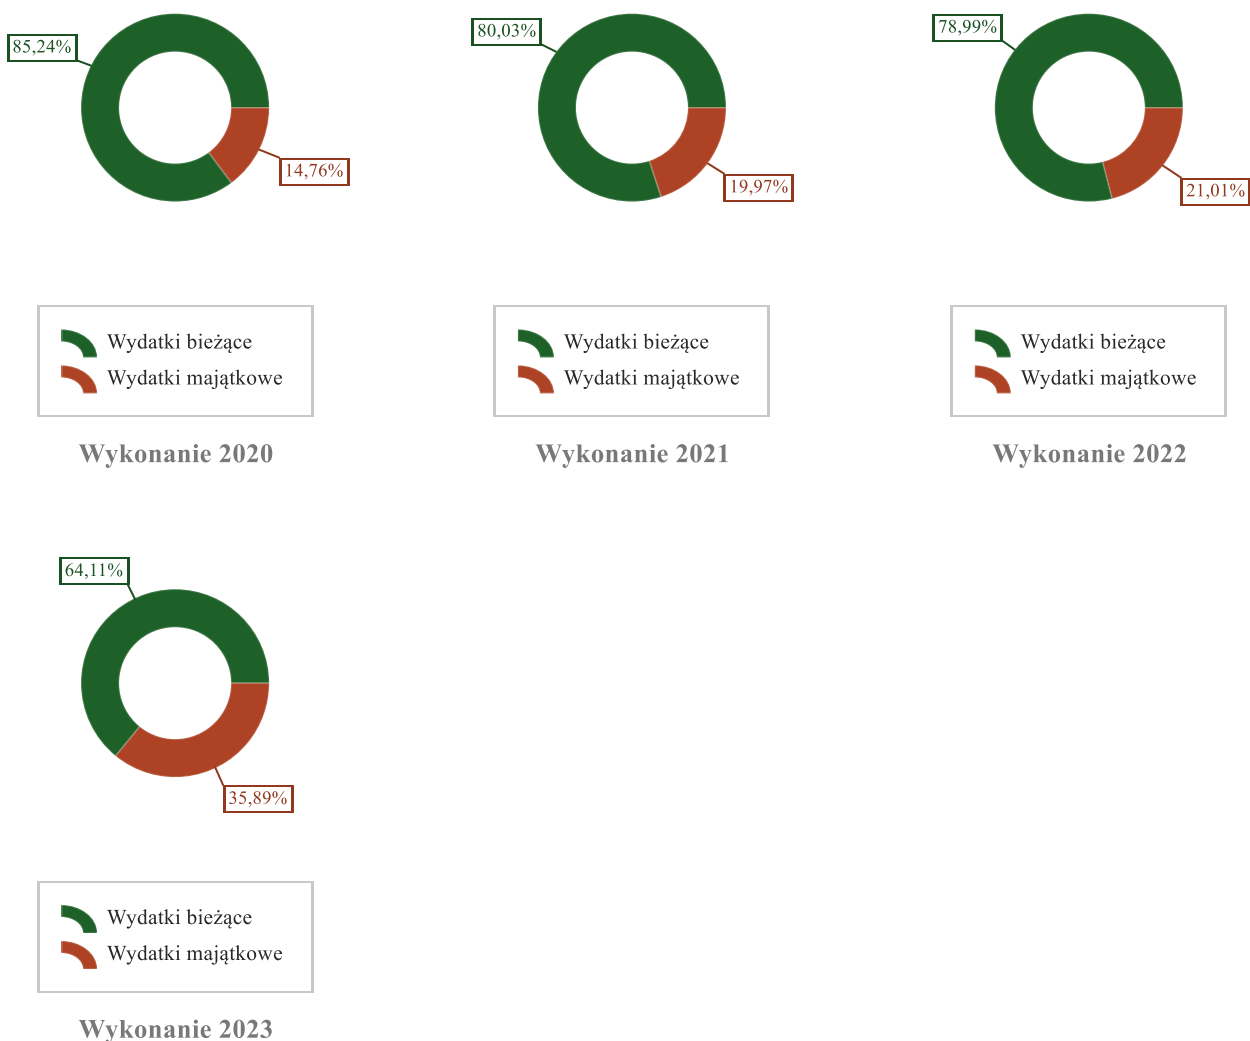 85,24%
14,76%
Wydatki bieżące
Wydatki majątkowe
Wykonanie 2020
80,03%
19,97%
Wydatki bieżące
Wydatki majątkowe
Wykonanie 2021
78,99%
21,01%
Wydatki bieżące
Wydatki majątkowe
Wykonanie 2022
64,11%
35,89%
Wydatki bieżące
Wydatki majątkowe
Wykonanie 2023